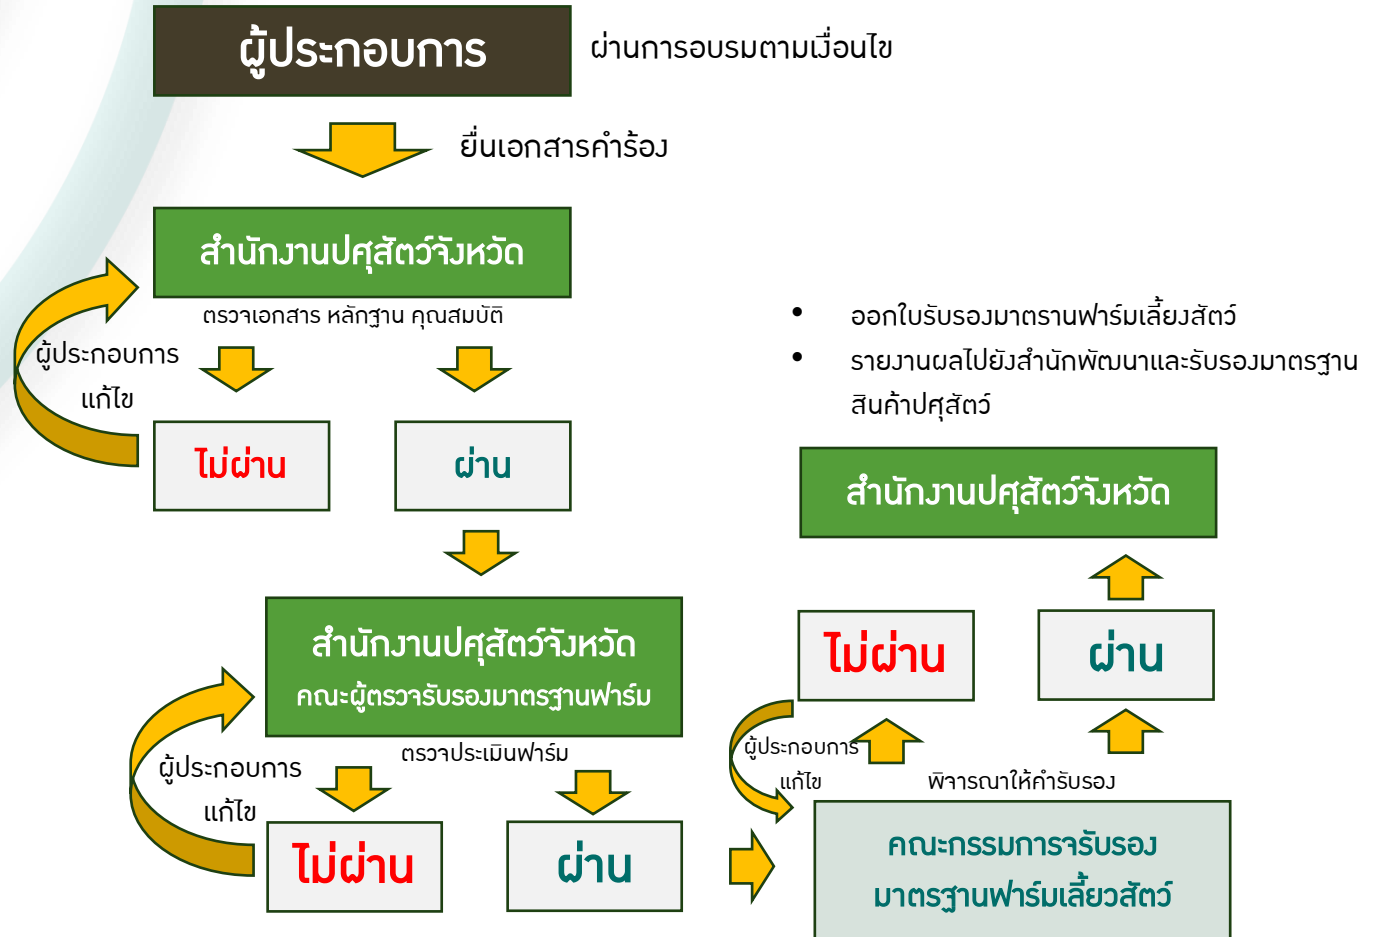 ผู้ประกอบการ
ผ่านการอบรมตามเงื่อนไข
ยื่นเอกสารคำร้อง
สำนักงานปศุสัตว์จังหวัด
ตรวจเอกสาร หลักฐาน คุณสมบัติ
ผู้ประกอบการ
แก้ไข
ไม่ผ่าน
ผ่าน
สำนักงานปศุสัตว์จังหวัด
คณะผู้ตรวจรับรองมาตรฐานฟาร์ม
ตรวจประเมินฟาร์ม
ผู้ประกอบการ
แก้ไข
ไม่ผ่าน
ผ่าน
• ออกใบรับรองมาตรานฟาร์มเลี้ยงสัตว์
• รายงานผลไปยังสำนักพัฒนาและรับรองมาตรฐาน
สินค้าปศุสัตว์
สำนักงานปศุสัตว์จังหวัด
ไม่ผ่าน
ผ่าน
ผู้ประกอบการ
แก้ไข
พิจารณาให้คำรับรอง
คณะกรรมการจรับรอง
มาตรฐานฟาร์มเลี้ยวสัตว์